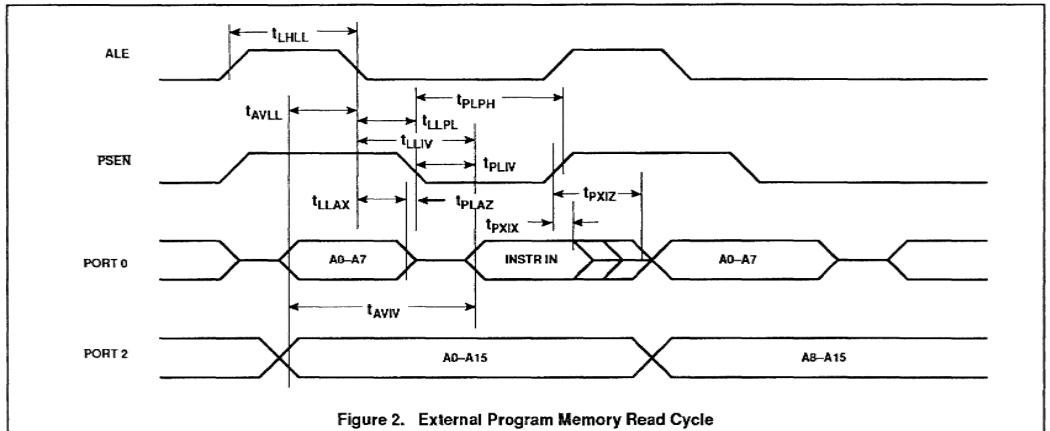 ALE
tLHLL
tAVLL
tPLPH
tLLPL
tLLIV
PSEN
tPLIV
tLLAX
tPLAZ
tPXIZ
tPXIX
PORT 0
A0–A7
INSTR IN
A0–A7
tAVIV
PORT 2
A0–A15
A8–A15
Figure 2. External Program Memory Read Cycle